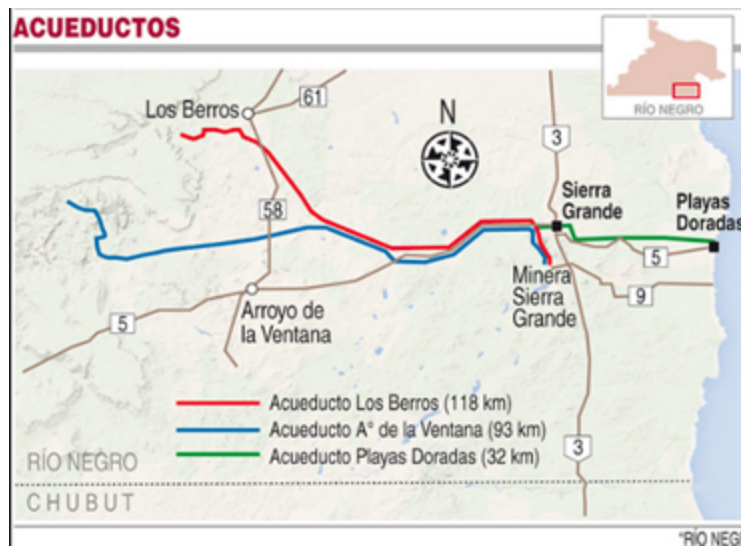 ACUEDUCTOS
RÍO NEGRO
Los Berros
61
N
3
58
Sierra
Grande
Playas
Doradas
5
Minera
Sierra
Grande
9
Arroyo de
la Ventana
5
Acueducto Los Berros (118 km)
Acueducto A° de la Ventana (93 km)
Acueducto Playas Doradas (32 km)
3
RÍO NEGRO
CHUBUT
"RÍO NEG